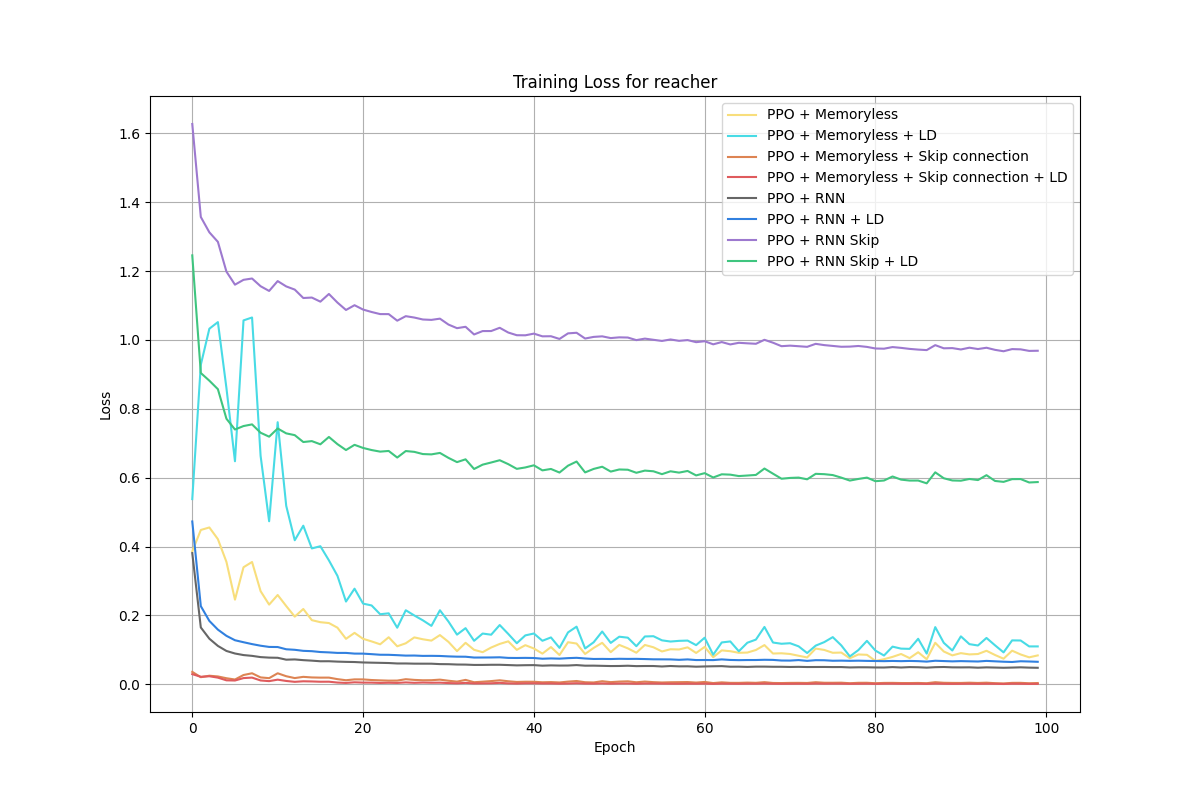 Training Loss for reacher
PPO + Memoryless
PPO + Memoryless + LD
PPO + Memoryless + Skip connection
PPO + Memoryless + Skip connection + LD
PPO + RNN
PPO + RNN + LD
PPO + RNN Skip
PPO + RNN Skip + LD
Loss
1.6
1.4
1.2
1.0
0.8
0.6
0.4
0.2
0.0
0 20 40 60 80 100
Epoch